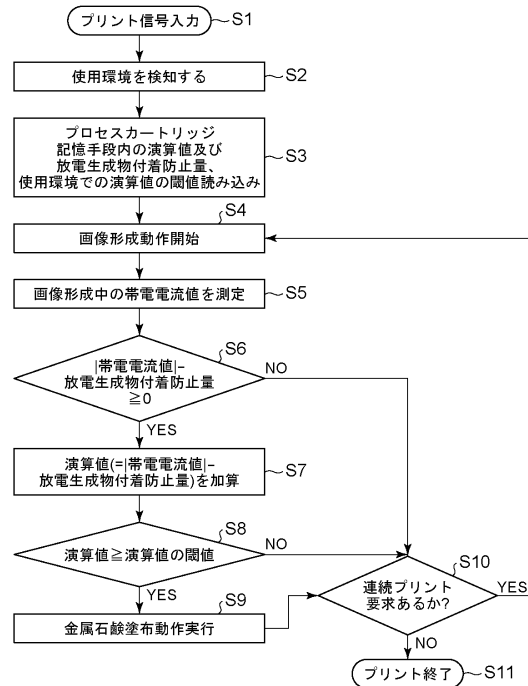 プリント信号入力
S1
使用環境を検知する
S2
プロセスカートリッジ
記憶手段内の演算値及び
放電生成物付着防止量、
使用環境での演算値の閾値読み込み
S3
S4
画像形成動作開始
画像形成中の帯電電流値を測定
S5
S6
|帯電電流値|−
放電生成物付着防止量
≧0
NO
YES
演算値(=|帯電電流値|−
放電生成物付着防止量)を加算
S7
S8
演算値≧演算値の閾値
NO
YES
S9
金属石鹸塗布動作実行
S10
連続プリント
要求あるか?
YES
NO
プリント終了
S11